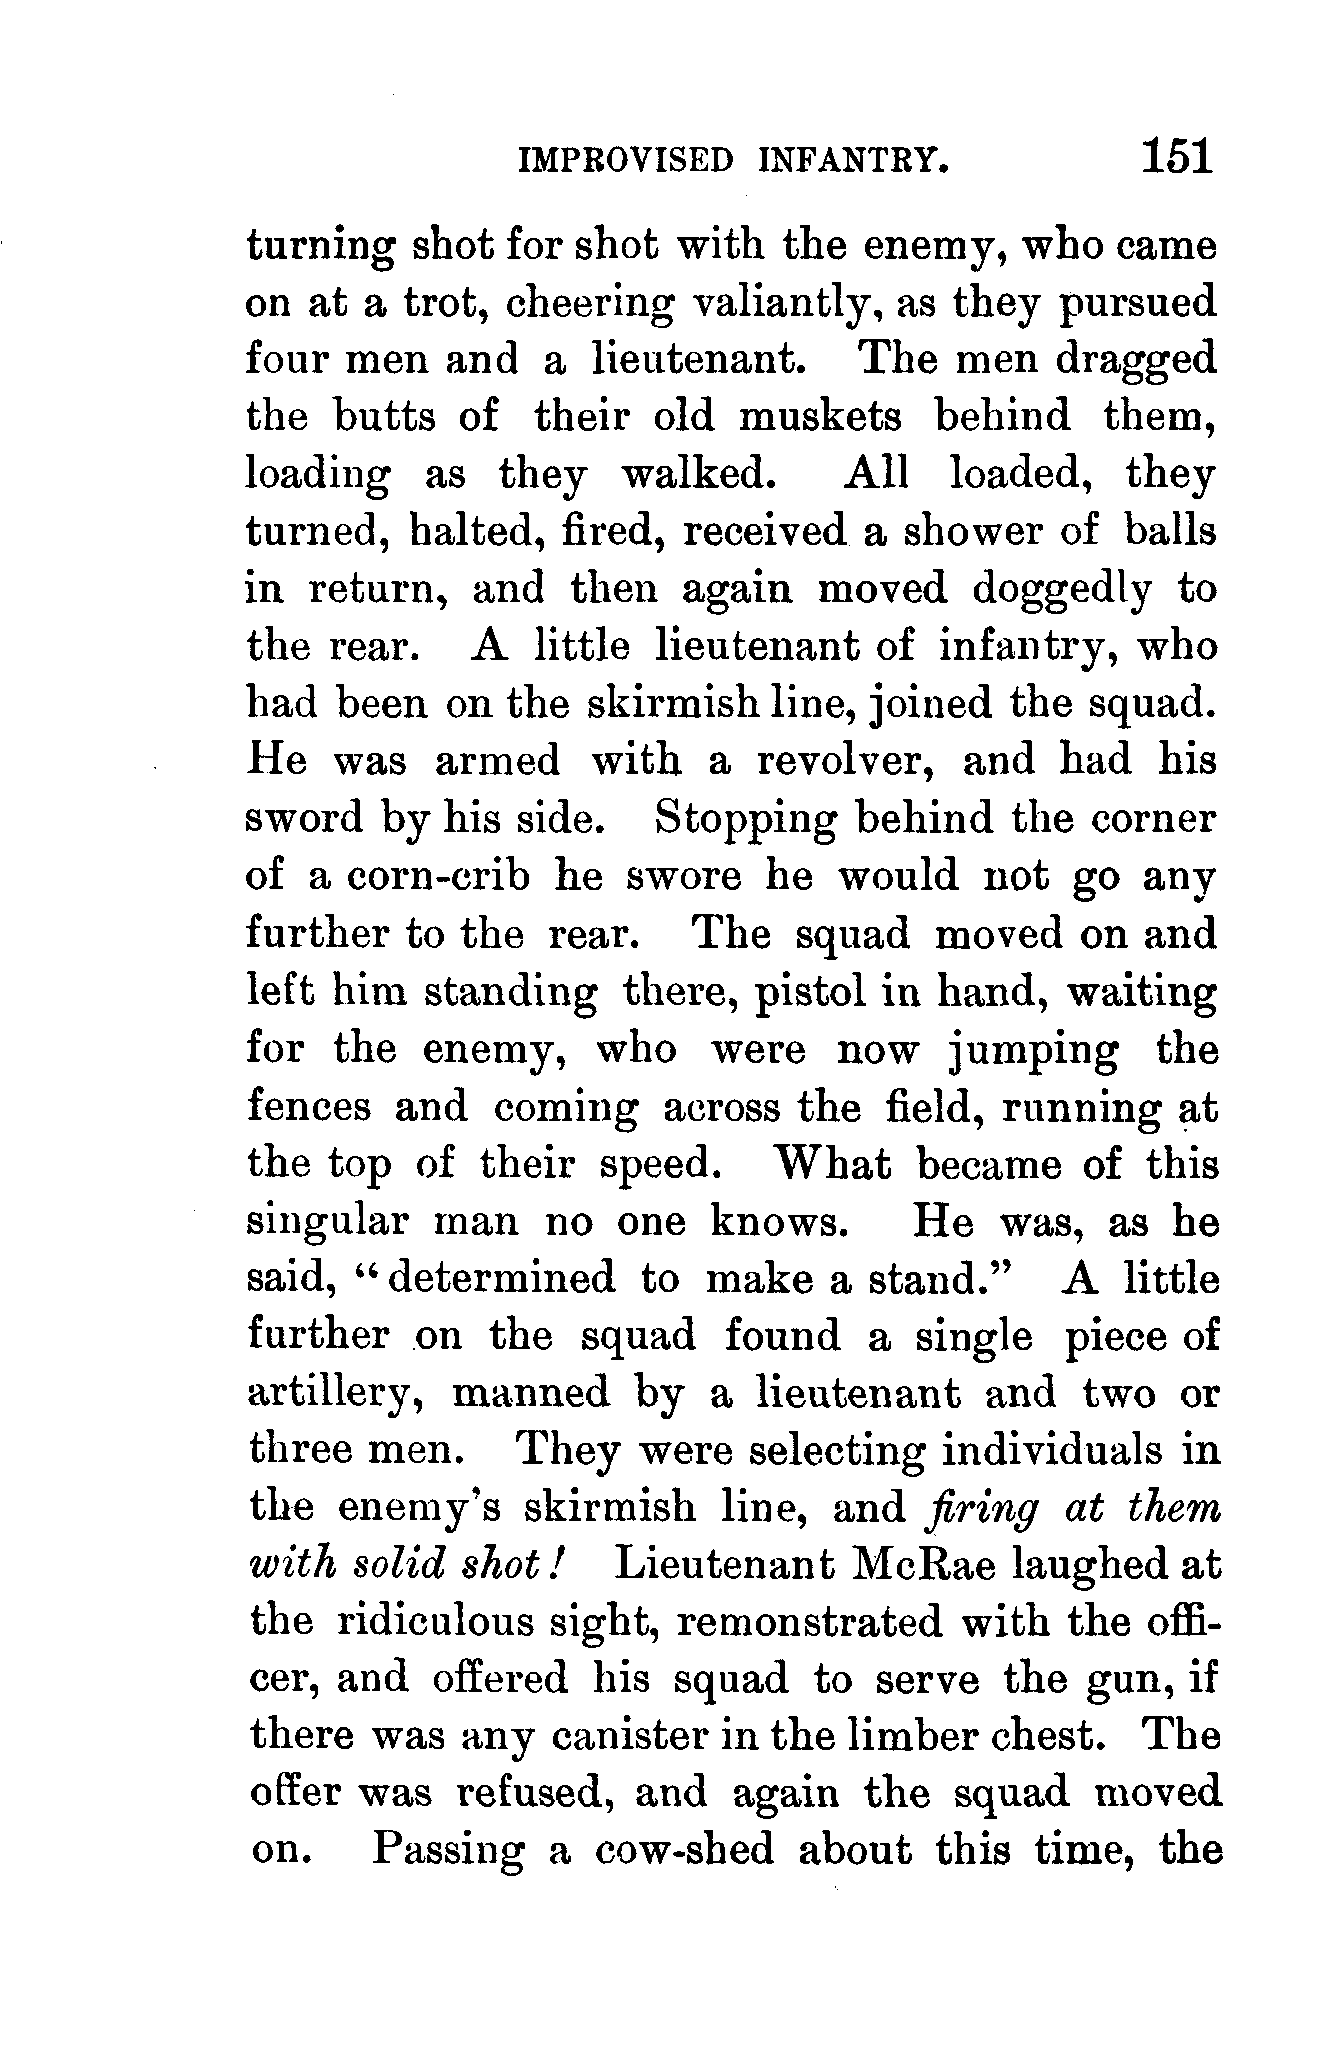 IMPROVISED INFANTRY. 151
turning shot for shot with the enemy, who came
on at a trot, cheering valiantly, as they pursued
four men and a lieutenant. The men dragged
the butts of their old muskets behind them,
loading as they walked. All loaded, they
turned, halted, fired, received a shower of balls
in return, and then again moved doggedly to
the rear. A little lieutenant of infantry, who
had been on the skirmish line, joined the squad.
He was armed with a revolver, and had his
sword by his side. Stopping behind the corner
of a corn-crib he swore he would not go any
further to the rear. The squad moved on and
left him standing there, pistol in hand, waiting
for the enemy, who were now jumping the
fences and coming across the field, running at
the top of their speed. What became of this
singular man no one knows. He was, as he
said, “determined to make a stand.” A little
further on the squad found a single piece of
artillery, manned by a lieutenant and two or
three men. They were selecting individuals in
the enemy's skirmish line, and firing at them
with solid shot! Lieutenant McRae laughed at
the ridiculous sight, remonstrated with the offi-
cer, and offered his squad to serve the gun, if
there was any canister in the limber chest. The
offer was refused, and again the squad moved
on. Passing a cow-shed about this time, the